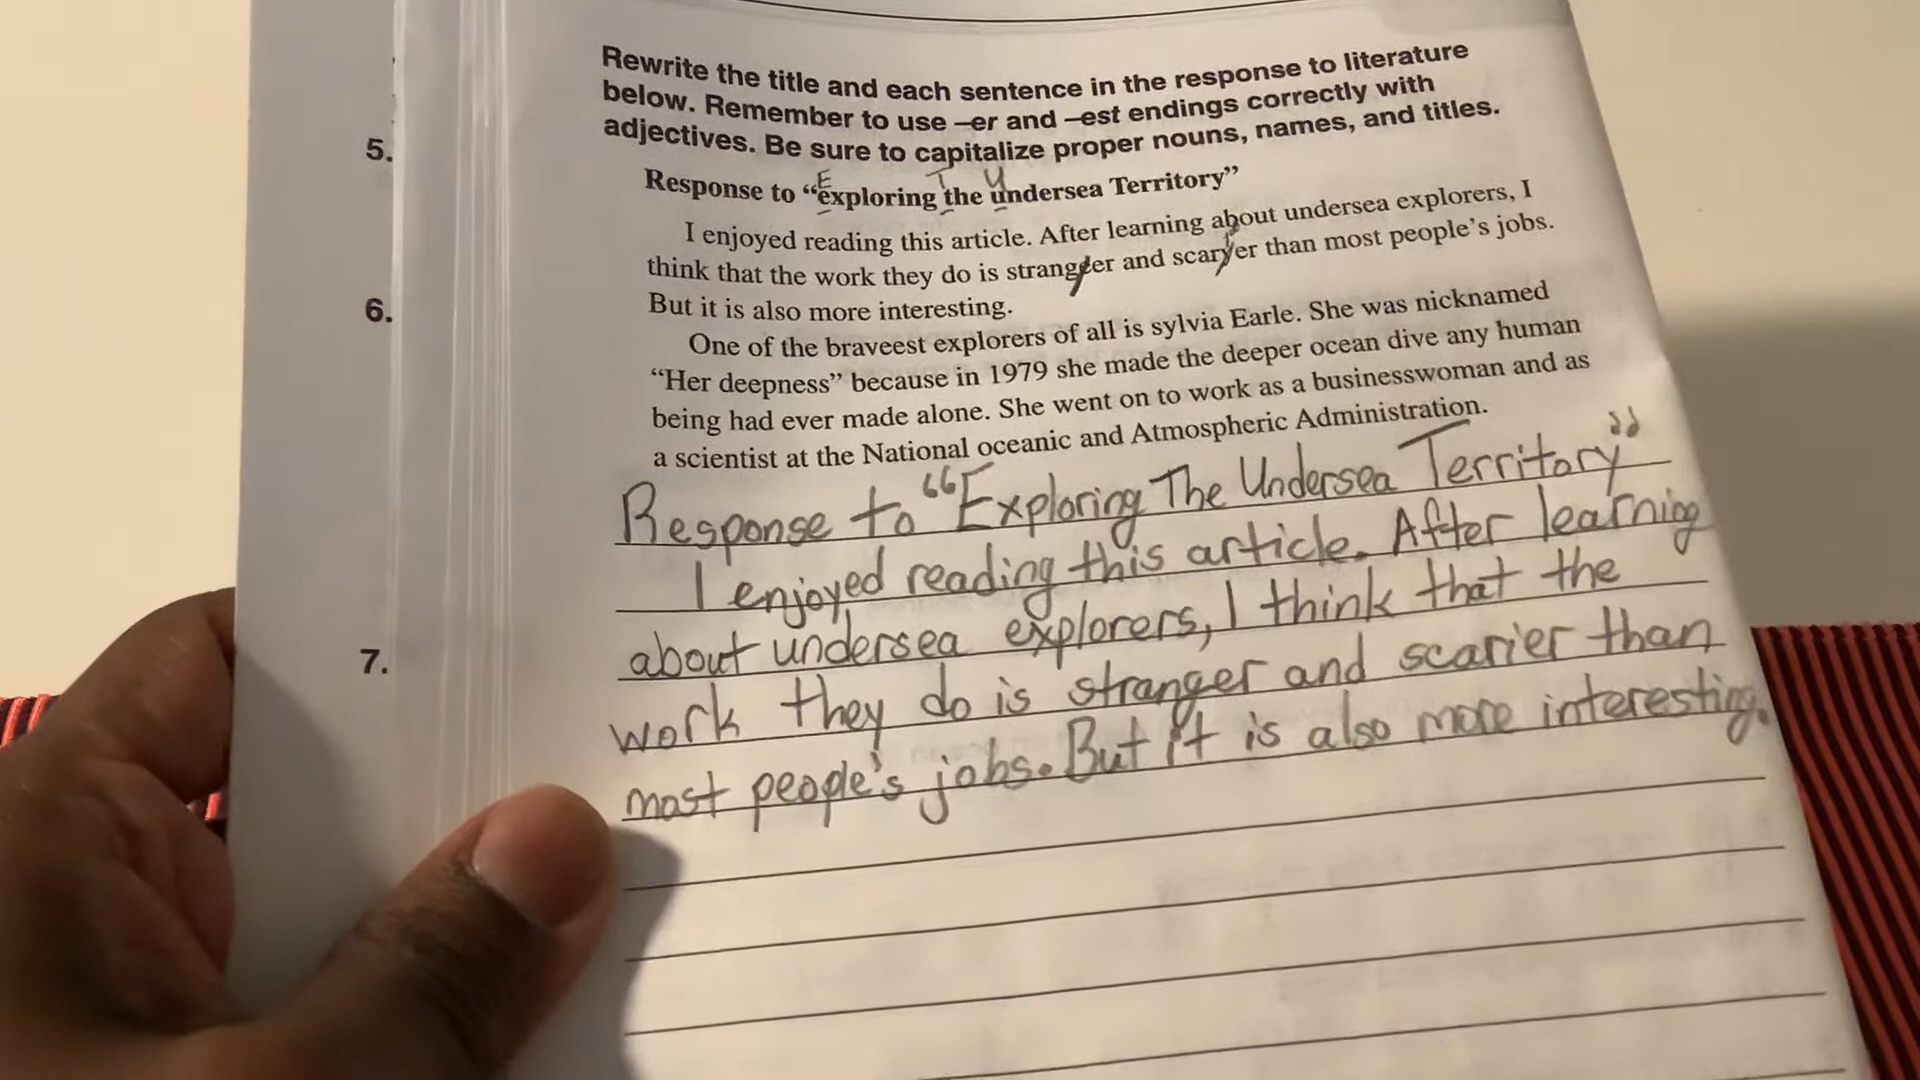 Rewrite the title and each sentence in the response to literature
below. Remember to use –er and –est endings correctly with
adjectives. Be sure to capitalize proper nouns, names, and titles.
5.
E T U
Response to “exploring the undersea Territory”
I enjoyed reading this article. After learning about undersea explorers, I
think that the work they do is strangeer and scaryer than most people’s jobs.
i
But it is also more interesting.
6.
One of the braveest explorers of all is sylvia Earle. She was nicknamed
“Her deepness” because in 1979 she made the deeper ocean dive any human
being had ever made alone. She went on to work as a businesswoman and as
a scientist at the National oceanic and Atmospheric Administration.
Response to “Exploring The Undersea Territory”
I enjoyed reading this article. After learning
about undersea explorers, I think that the
7.
work they do is stranger and scarier than
most people's jobs. But it is also more interesting.